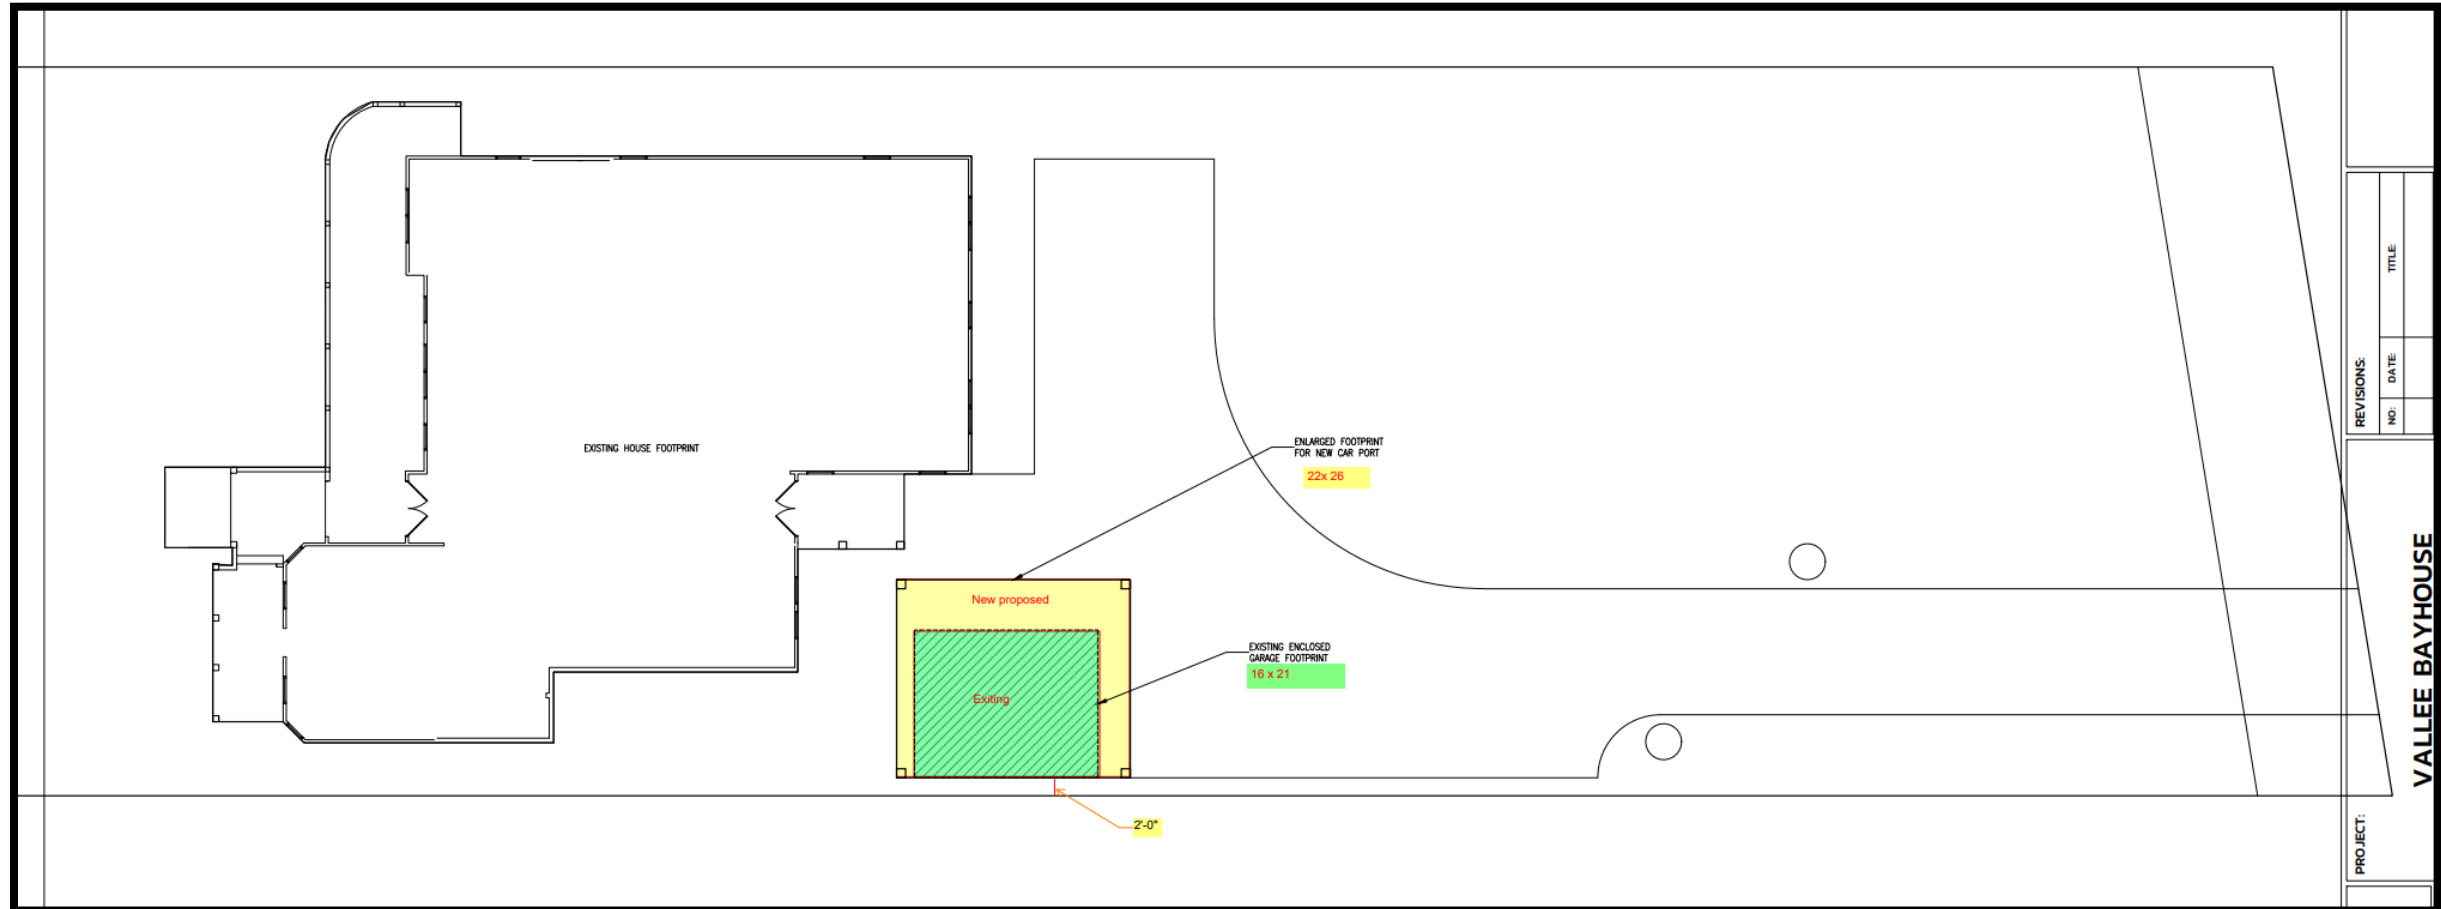 EXISTING HOUSE FOOTPRINT
ENLARGED FOOTPRINT
FOR NEW CAR PORT
22x 26
New proposed
EXISTING ENCLOSED
GARAGE FOOTPRINT
16 x 21
Exiting
2'-0"
REVISIONS:
NO:
DATE:
TITLE:
PROJECT:
VALLEE BAYHOUSE